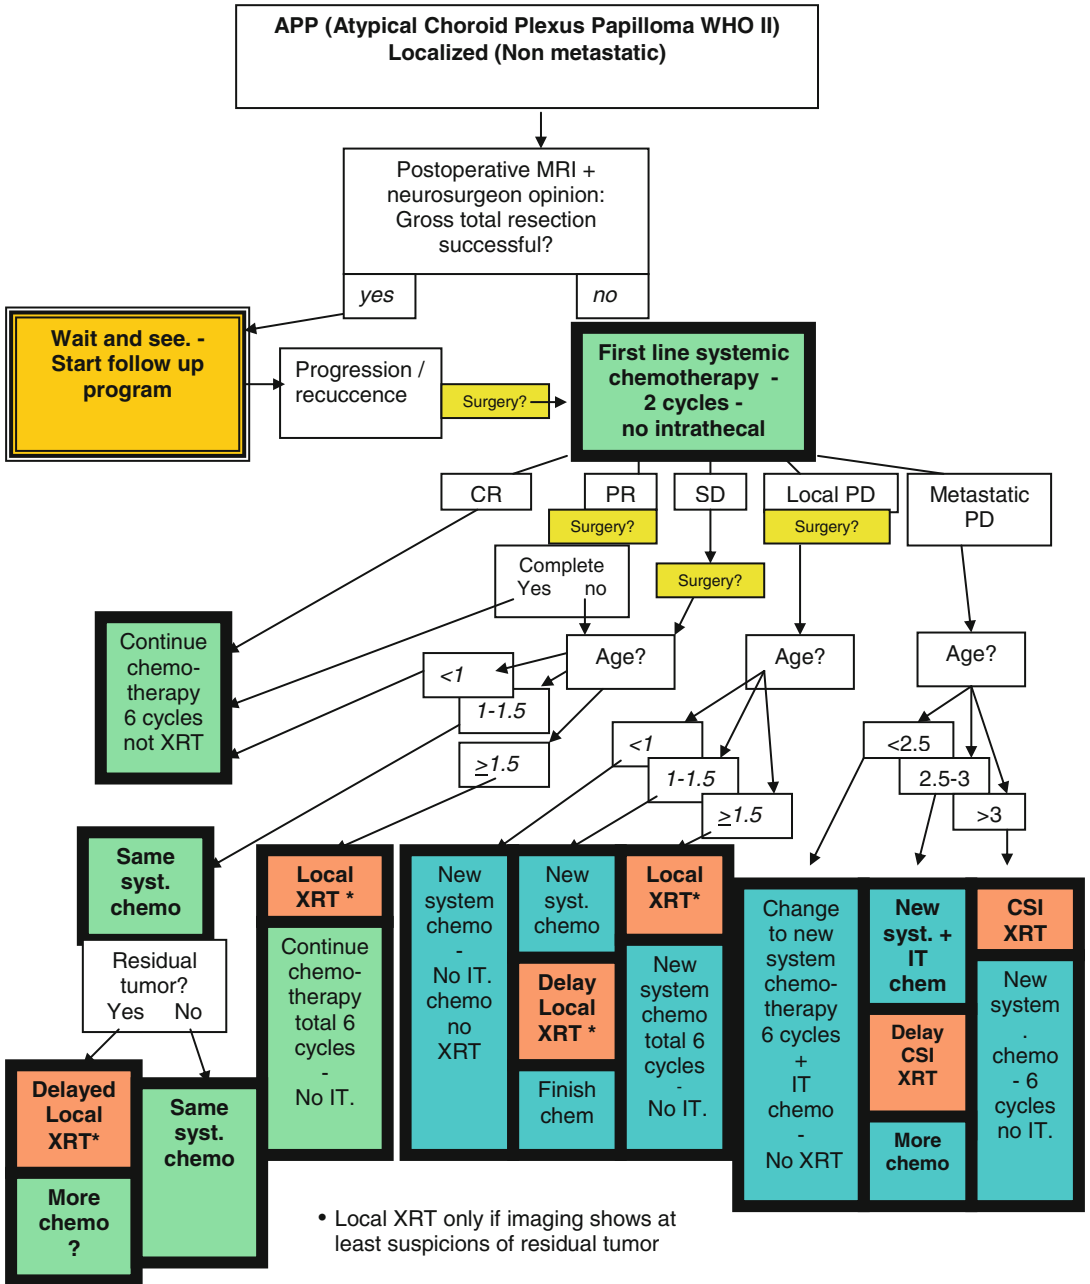 APP (Atypical Choroid Plexus Papilloma WHO II)
Localized (Non metastatic)
Postoperative MRI +
neurosurgeon opinion:
Gross total resection
successful?
yes
no
Wait and see. -
Start follow up
program
Progression /
recuccence
Surgery?
First line systemic
chemotherapy -
2 cycles -
no intrathecal
CR
PR
SD
Local PD
Metastatic
PD
Surgery?
Surgery?
Complete
Yes no
Surgery?
Continue
chemo-
therapy
6 cycles
not XRT
Age?
Age?
Age?
<1
1-1.5
≥1.5
<1
1-1.5
≥1.5
<2.5
2.5-3
>3
Same
syst.
chemo
Residual
tumor?
Yes No
Delayed
Local
XRT*
More
chemo
?
Same
syst.
chemo
Local
XRT *
Continue
chemo-
therapy
total 6
cycles
-
No IT.
New
system
chemo
-
No IT.
chemo
no
XRT
New
syst.
chemo
Delay
Local
XRT *
Finish
chem
Local
XRT*
New
system
chemo
total 6
cycles
-
No IT.
Change
to new
system
chemo-
therapy
6 cycles
+
IT
chemo
-
No XRT
New
syst. +
IT
chem
Delay
CSI
XRT
More
chemo
CSI
XRT
New
system
.
chemo
- 6
cycles
no IT.
• Local XRT only if imaging shows at
least suspicions of residual tumor